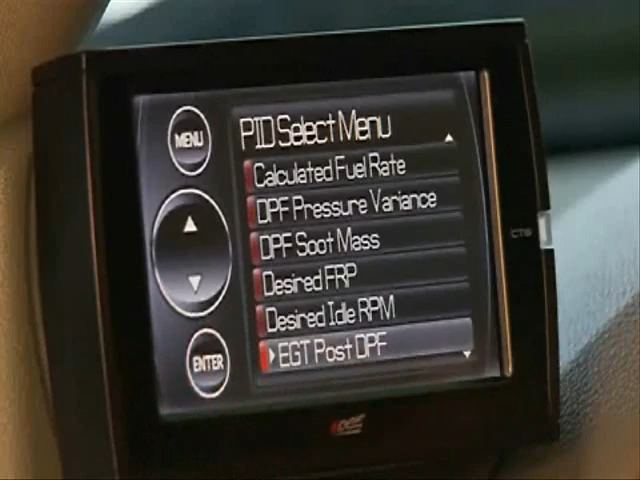 PID Select Menu
MENU
Calculated Fuel Rate
DPF Pressure Variance
DPF Soot Mass
Desired FRP
Desired Idle RPM
EGT Post DPF
ENTER
CTS